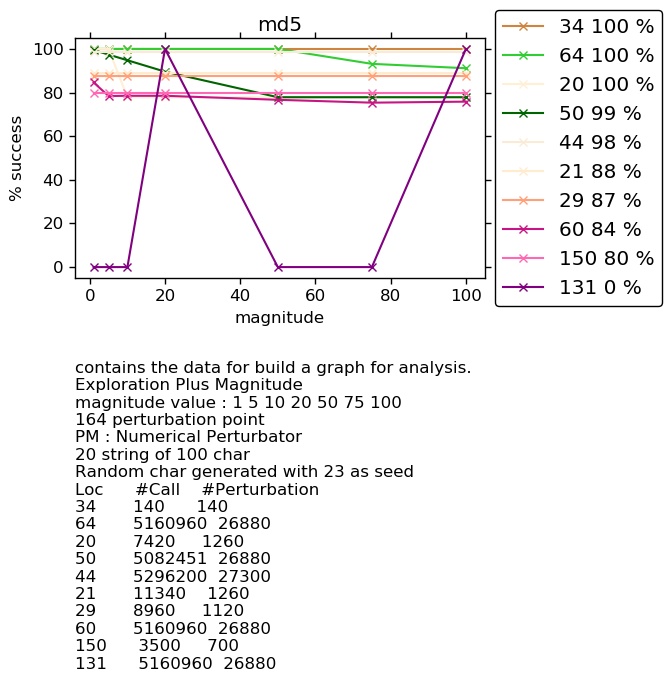 md5
100
80
60
40
20
0
% success
0
20
40
60
80
100
magnitude
34 100 %
64 100 %
20 100 %
50 99 %
44 98 %
21 88 %
29 87 %
60 84 %
150 80 %
131 0 %
contains the data for build a graph for analysis.
Exploration Plus Magnitude
magnitude value : 1 5 10 20 50 75 100
164 perturbation point
PM : Numerical Perturbator
20 string of 100 char
Random char generated with 23 as seed
Loc #Call #Perturbation
34 140 140
64 5160960 26880
20 7420 1260
50 5082451 26880
44 5296200 27300
21 11340 1260
29 8960 1120
60 5160960 26880
150 3500 700
131 5160960 26880